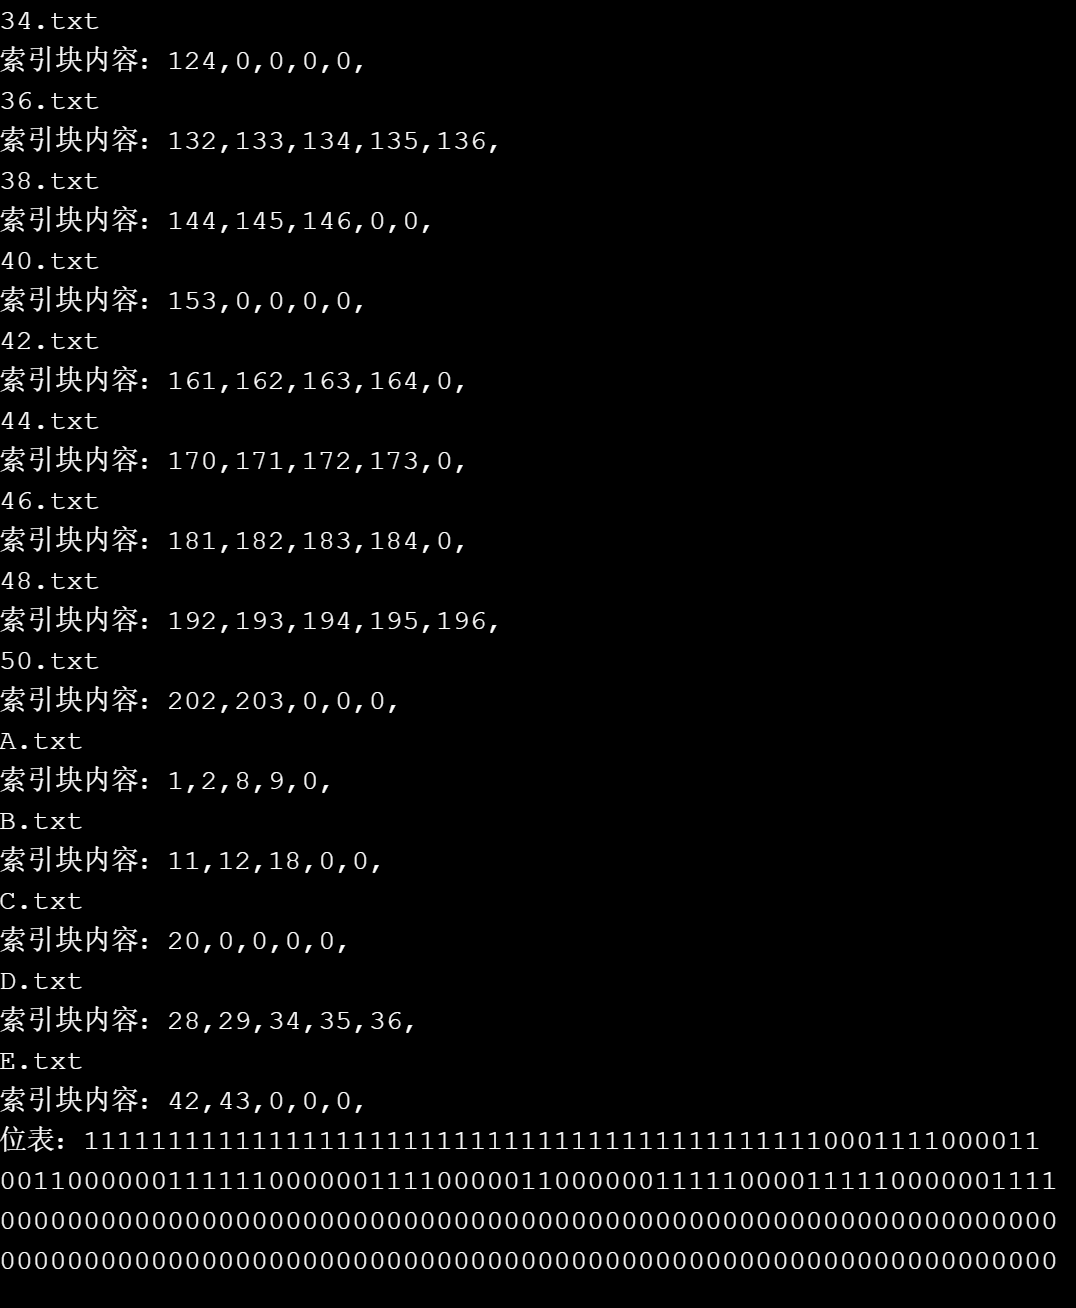 34.txt
索引块内容：124,0,0,0,0,
36.txt
索引块内容：132,133,134,135,136,
38.txt
索引块内容：144,145,146,0,0,
40.txt
索引块内容：153,0,0,0,0,
42.txt
索引块内容：161,162,163,164,0,
44.txt
索引块内容：170,171,172,173,0,
46.txt
索引块内容：181,182,183,184,0,
48.txt
索引块内容：192,193,194,195,196,
50.txt
索引块内容：202,203,0,0,0,
A.txt
索引块内容：1,2,8,9,0,
B.txt
索引块内容：11,12,18,0,0,
C.txt
索引块内容：20,0,0,0,0,
D.txt
索引块内容：28,29,34,35,36,
E.txt
索引块内容：42,43,0,0,0,
位表：111111111111111111111111111111111111111111110001111000011
001100000011111100000011110000011000000111110000111110000001111
000000000000000000000000000000000000000000000000000000000000000
000000000000000000000000000000000000000000000000000000000000000